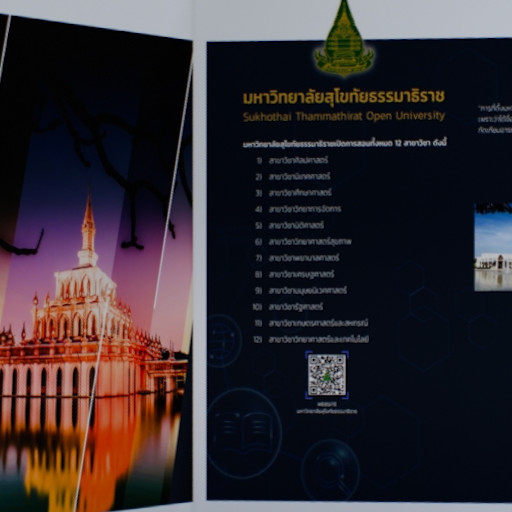 มหาวิทยาลัยสุโขทัยธรรมาธิราช
Sukhothai Thammathirat Open University
มหาวิทยาลัยสุโขทัยธรรมาธิราชเปิดการสอนทั้งหมด 12 สาขาวิชา ดังนี้
1) สาขาวิชาศิลปศาสตร์
2) สาขาวิชานิเทศศาสตร์
3) สาขาวิชาศึกษาศาสตร์
4) สาขาวิชาวิทยาการจัดการ
5) สาขาวิชานิติศาสตร์
6) สาขาวิชาวิทยาศาสตร์สุขภาพ
7) สาขาวิชาพยาบาลศาสตร์
8) สาขาวิชาเศรษฐศาสตร์
9) สาขาวิชามนุษยนิเวศศาสตร์
10) สาขาวิชารัฐศาสตร์
11) สาขาวิชาเกษตรศาสตร์และสหกรณ์
12) สาขาวิชาวิทยาศาสตร์และเทคโนโลยี
WEBSITE
มหาวิทยาลัยสุโขทัยธรรมาธิราช
"การที่ตั้ง